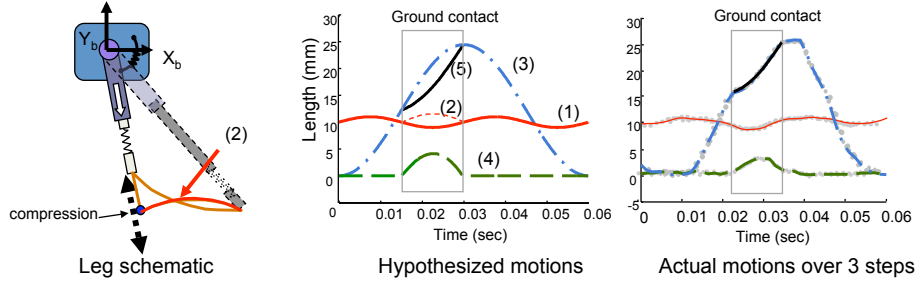 Y_b
X_b
(2)
compression
Leg schematic
Ground contact
Length (mm)
30
25
20
15
10
5
0
(5)
(3)
(2)
(1)
(4)
0 0.01 0.02 0.03 0.04 0.05 0.06
Time (sec)
Hypothesized motions
Ground contact
30
25
20
15
10
5
0
-5
0 0.01 0.02 0.03 0.04 0.05 0.06
Time (sec)
Actual motions over 3 steps